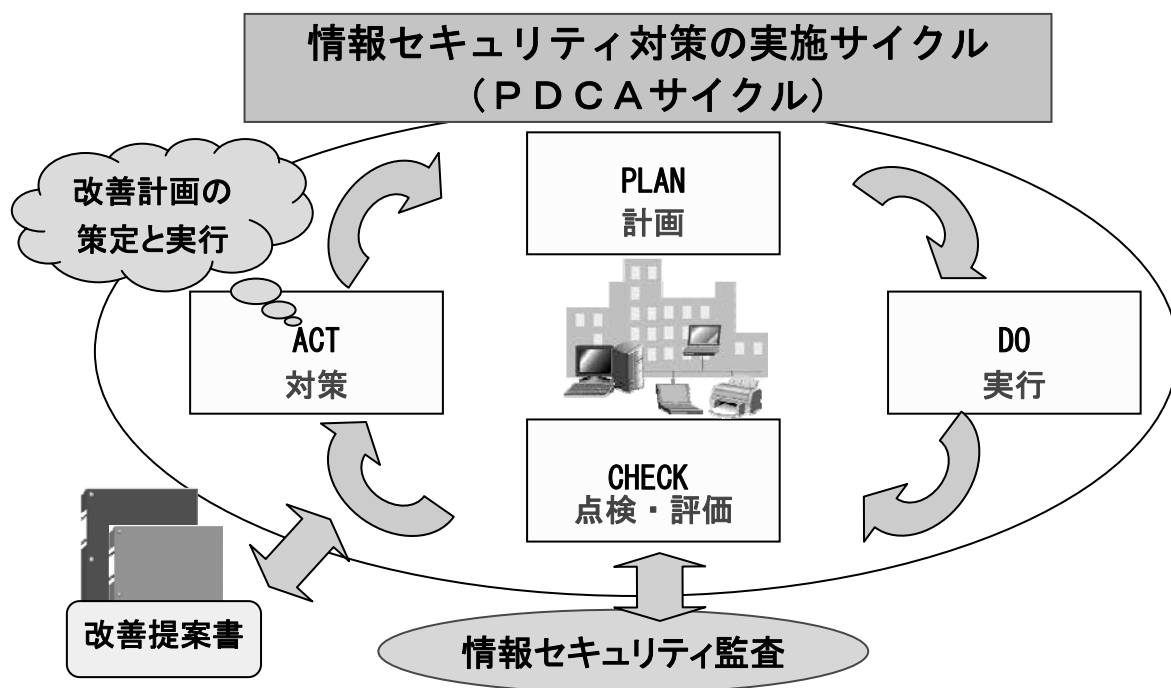 情報セキュリティ対策の実施サイクル
（ＰＤＣＡサイクル）
改善計画の
策定と実行
PLAN
計画
ACT
対策
DO
実行
CHECK
点検・評価
改善提案書
情報セキュリティ監査